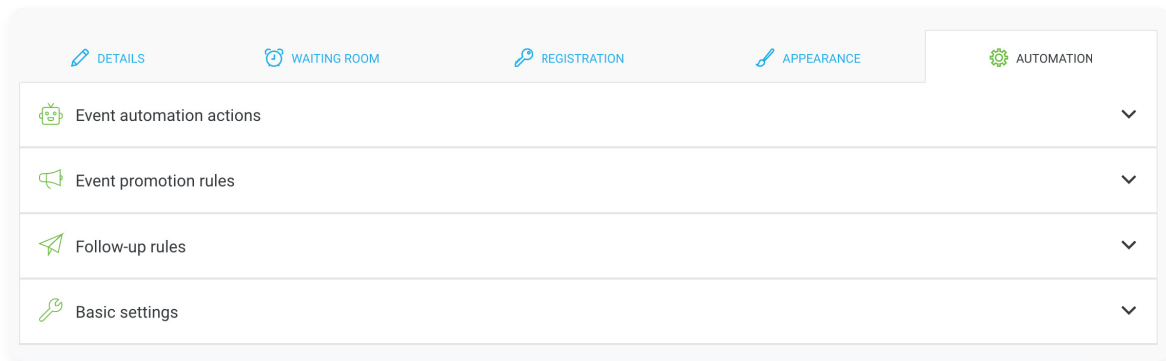 DETAILS
WAITING ROOM
REGISTRATION
APPEARANCE
AUTOMATION
Event automation actions
Event promotion rules
Follow-up rules
Basic settings